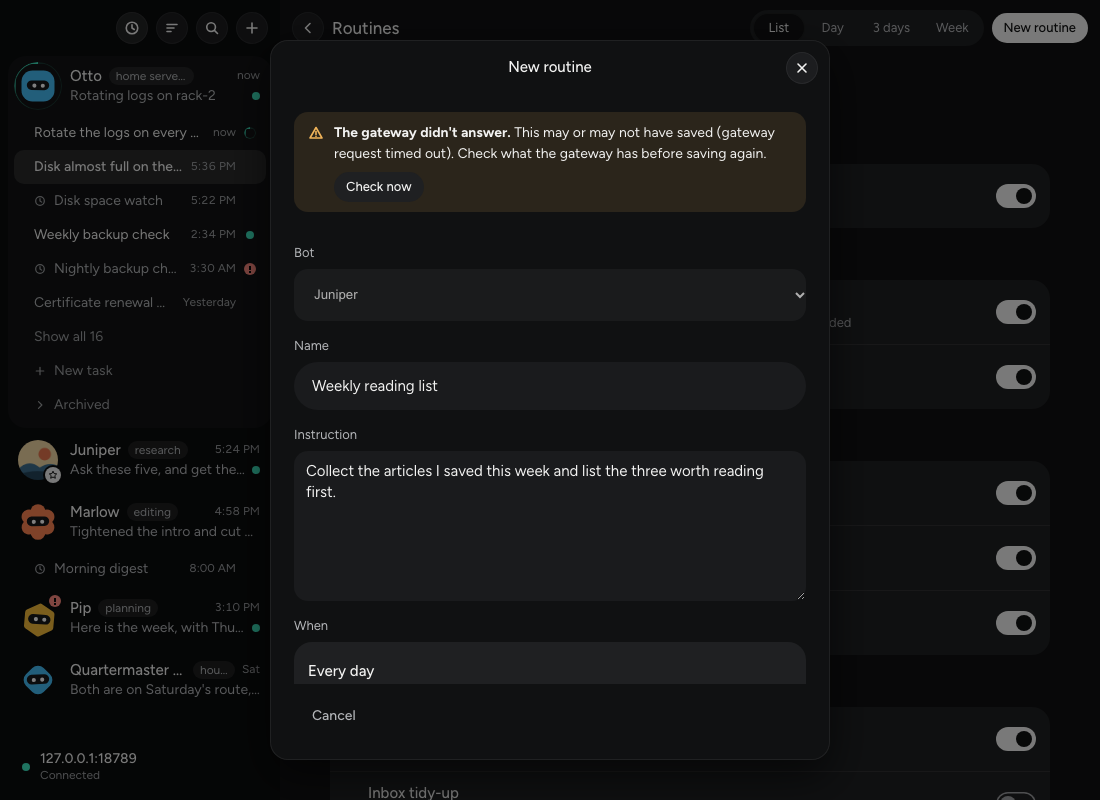 Routines
List
Day
3 days
Week
New routine
Otto
home serve...
now
Rotating logs on rack-2
Rotate the logs on every ...
now
Disk almost full on the...
5:36 PM
Disk space watch
5:22 PM
Weekly backup check
2:34 PM
Nightly backup ch...
3:30 AM
Certificate renewal ...
Yesterday
Show all 16
New task
Archived
Juniper
research
5:24 PM
Ask these five, and get the...
Marlow
editing
4:58 PM
Tightened the intro and cut ...
Morning digest
8:00 AM
Pip
planning
3:10 PM
Here is the week, with Thu...
Quartermaster ...
hou...
Sat
Both are on Saturday's route,...
127.0.0.1:18789
Connected
New routine
The gateway didn't answer. This may or may not have saved (gateway
request timed out). Check what the gateway has before saving again.
Check now
Bot
Juniper
Name
Weekly reading list
Instruction
Collect the articles I saved this week and list the three worth reading
first.
When
Every day
Cancel
Inbox tidy-up